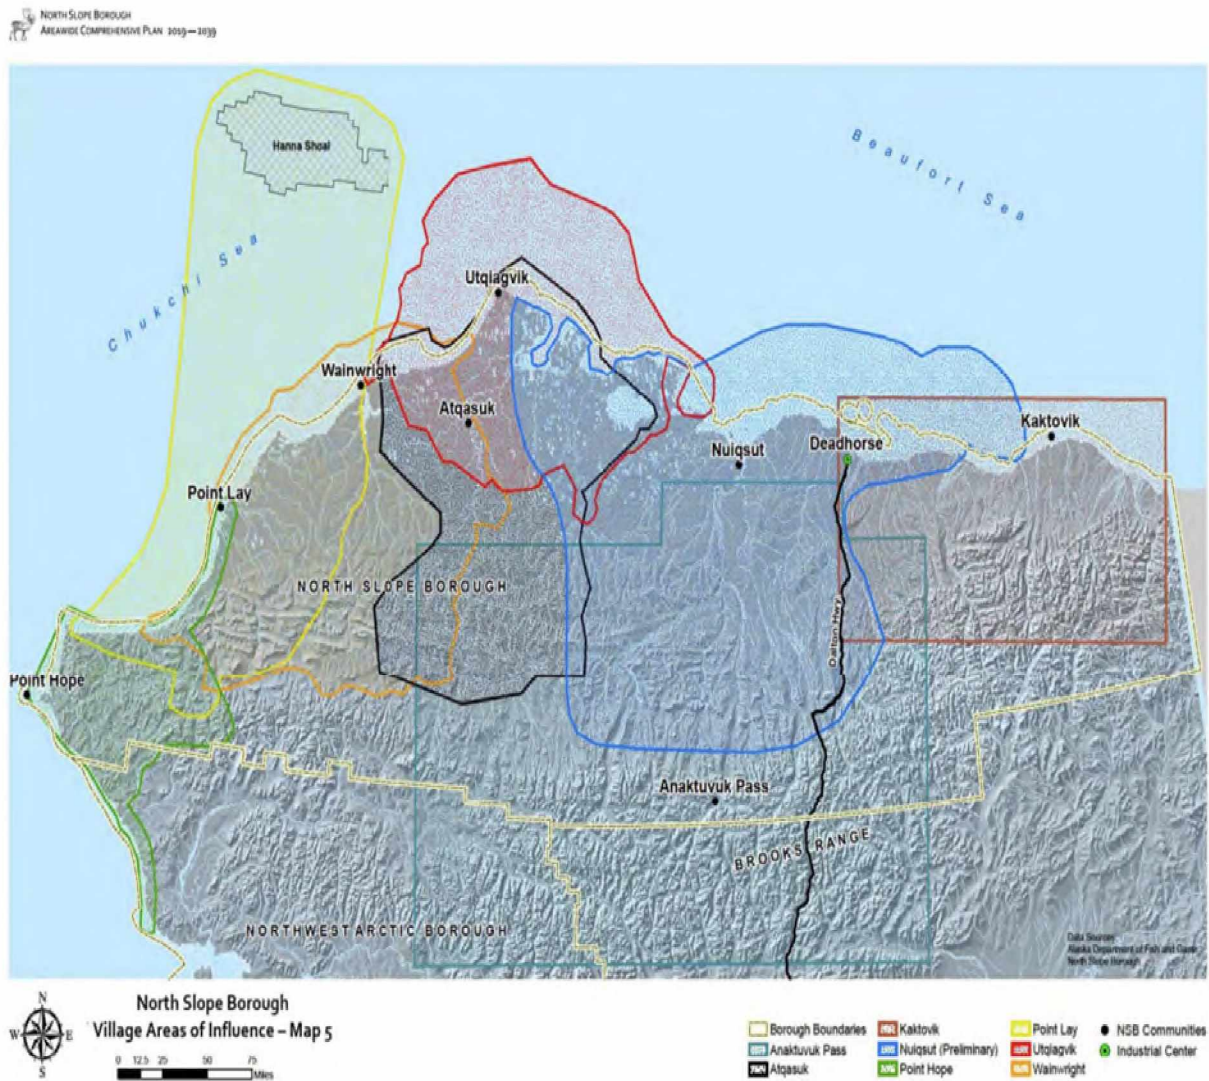 NORTH SLOPE BOROUGH
AREAWIDE COMPREHENSIVE PLAN 2019—2039
Hanna Shoal
Beaufort Sea
Chukchi Sea
Utqiagvik
Wainwright
Atqasuk
Kaktovik
Nuiqsut
Deadhorse
Point Lay
NORTH SLOPE BOROUGH
Dalton Hwy
Point Hope
Anaktuvuk Pass
BROOKS RANGE
NORTHWEST ARCTIC BOROUGH
Data Sources
Alaska Department of Fish and Game
North Slope Borough
North Slope Borough
Village Areas of Influence – Map 5
N
W E
S
0 12.5 25 50 75
Miles
Borough Boundaries
Anaktuvuk Pass
Atqasuk
Kaktovik
Nuiqsut (Preliminary)
Point Hope
Point Lay
Utqiagvik
Wainwright
NSB Communities
Industrial Center